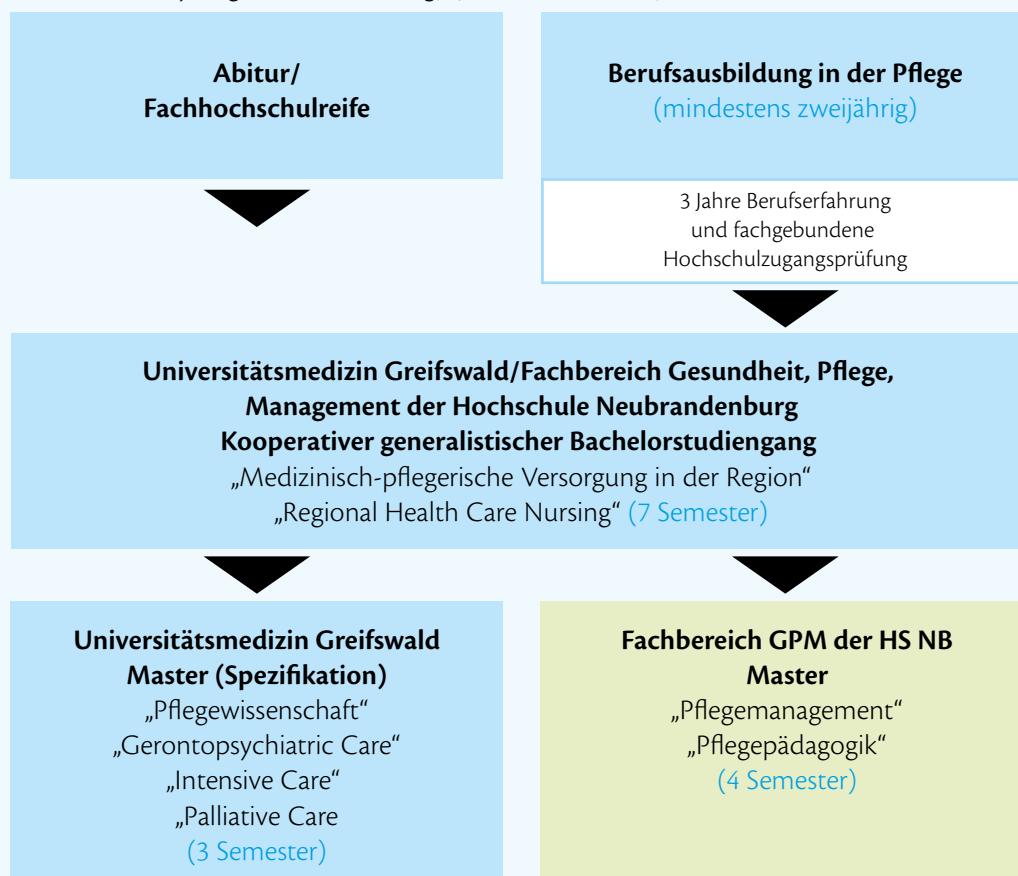 Abitur/
Fachhochschulreife
Berufsausbildung in der Pflege
(mindestens zweijährig)
3 Jahre Berufserfahrung
und fachgebundene
Hochschulzugangsprüfung
Universitätsmedizin Greifswald/Fachbereich Gesundheit, Pflege,
Management der Hochschule Neubrandenburg
Kooperativer generalistischer Bachelorstudiengang
„Medizinisch-pflegerische Versorgung in der Region“
„Regional Health Care Nursing“ (7 Semester)
Universitätsmedizin Greifswald
Master (Spezifikation)
„Pflegewissenschaft“
„Gerontopsychiatric Care“
„Intensive Care“
„Palliative Care
(3 Semester)
Fachbereich GPM der HS NB
Master
„Pflegemanagement“
„Pflegepädagogik“
(4 Semester)